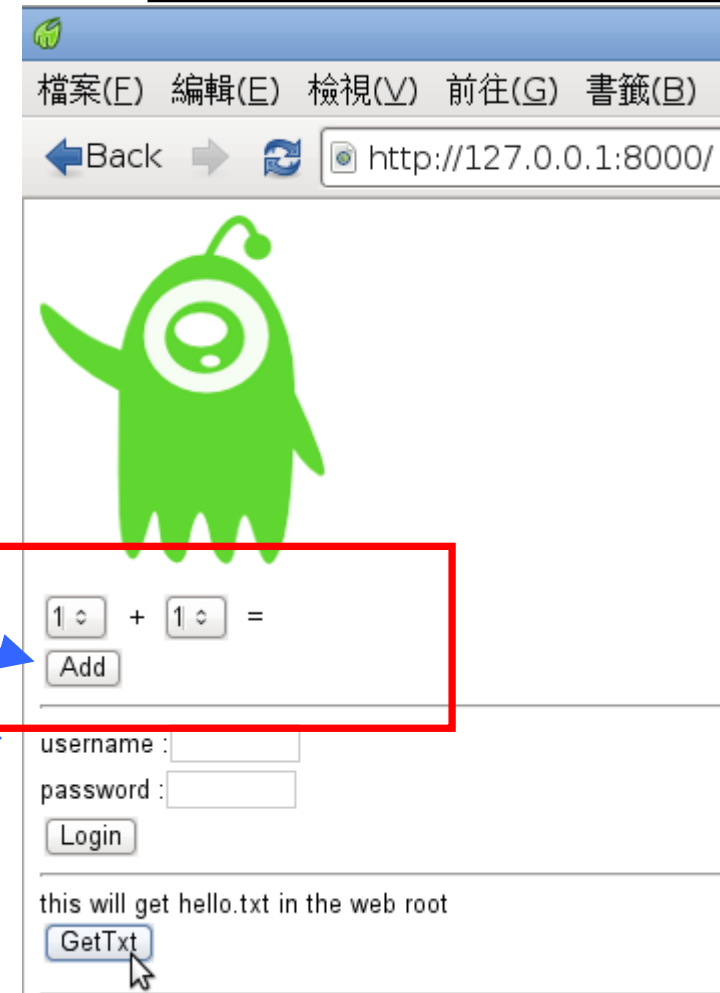 檔案(F) 編輯(E) 檢視(V) 前往(G) 書籤(B)
Back http://127.0.0.1:8000/
1 + 1 =
Add
username :
password :
Login
this will get hello.txt in the web root
GetTxt